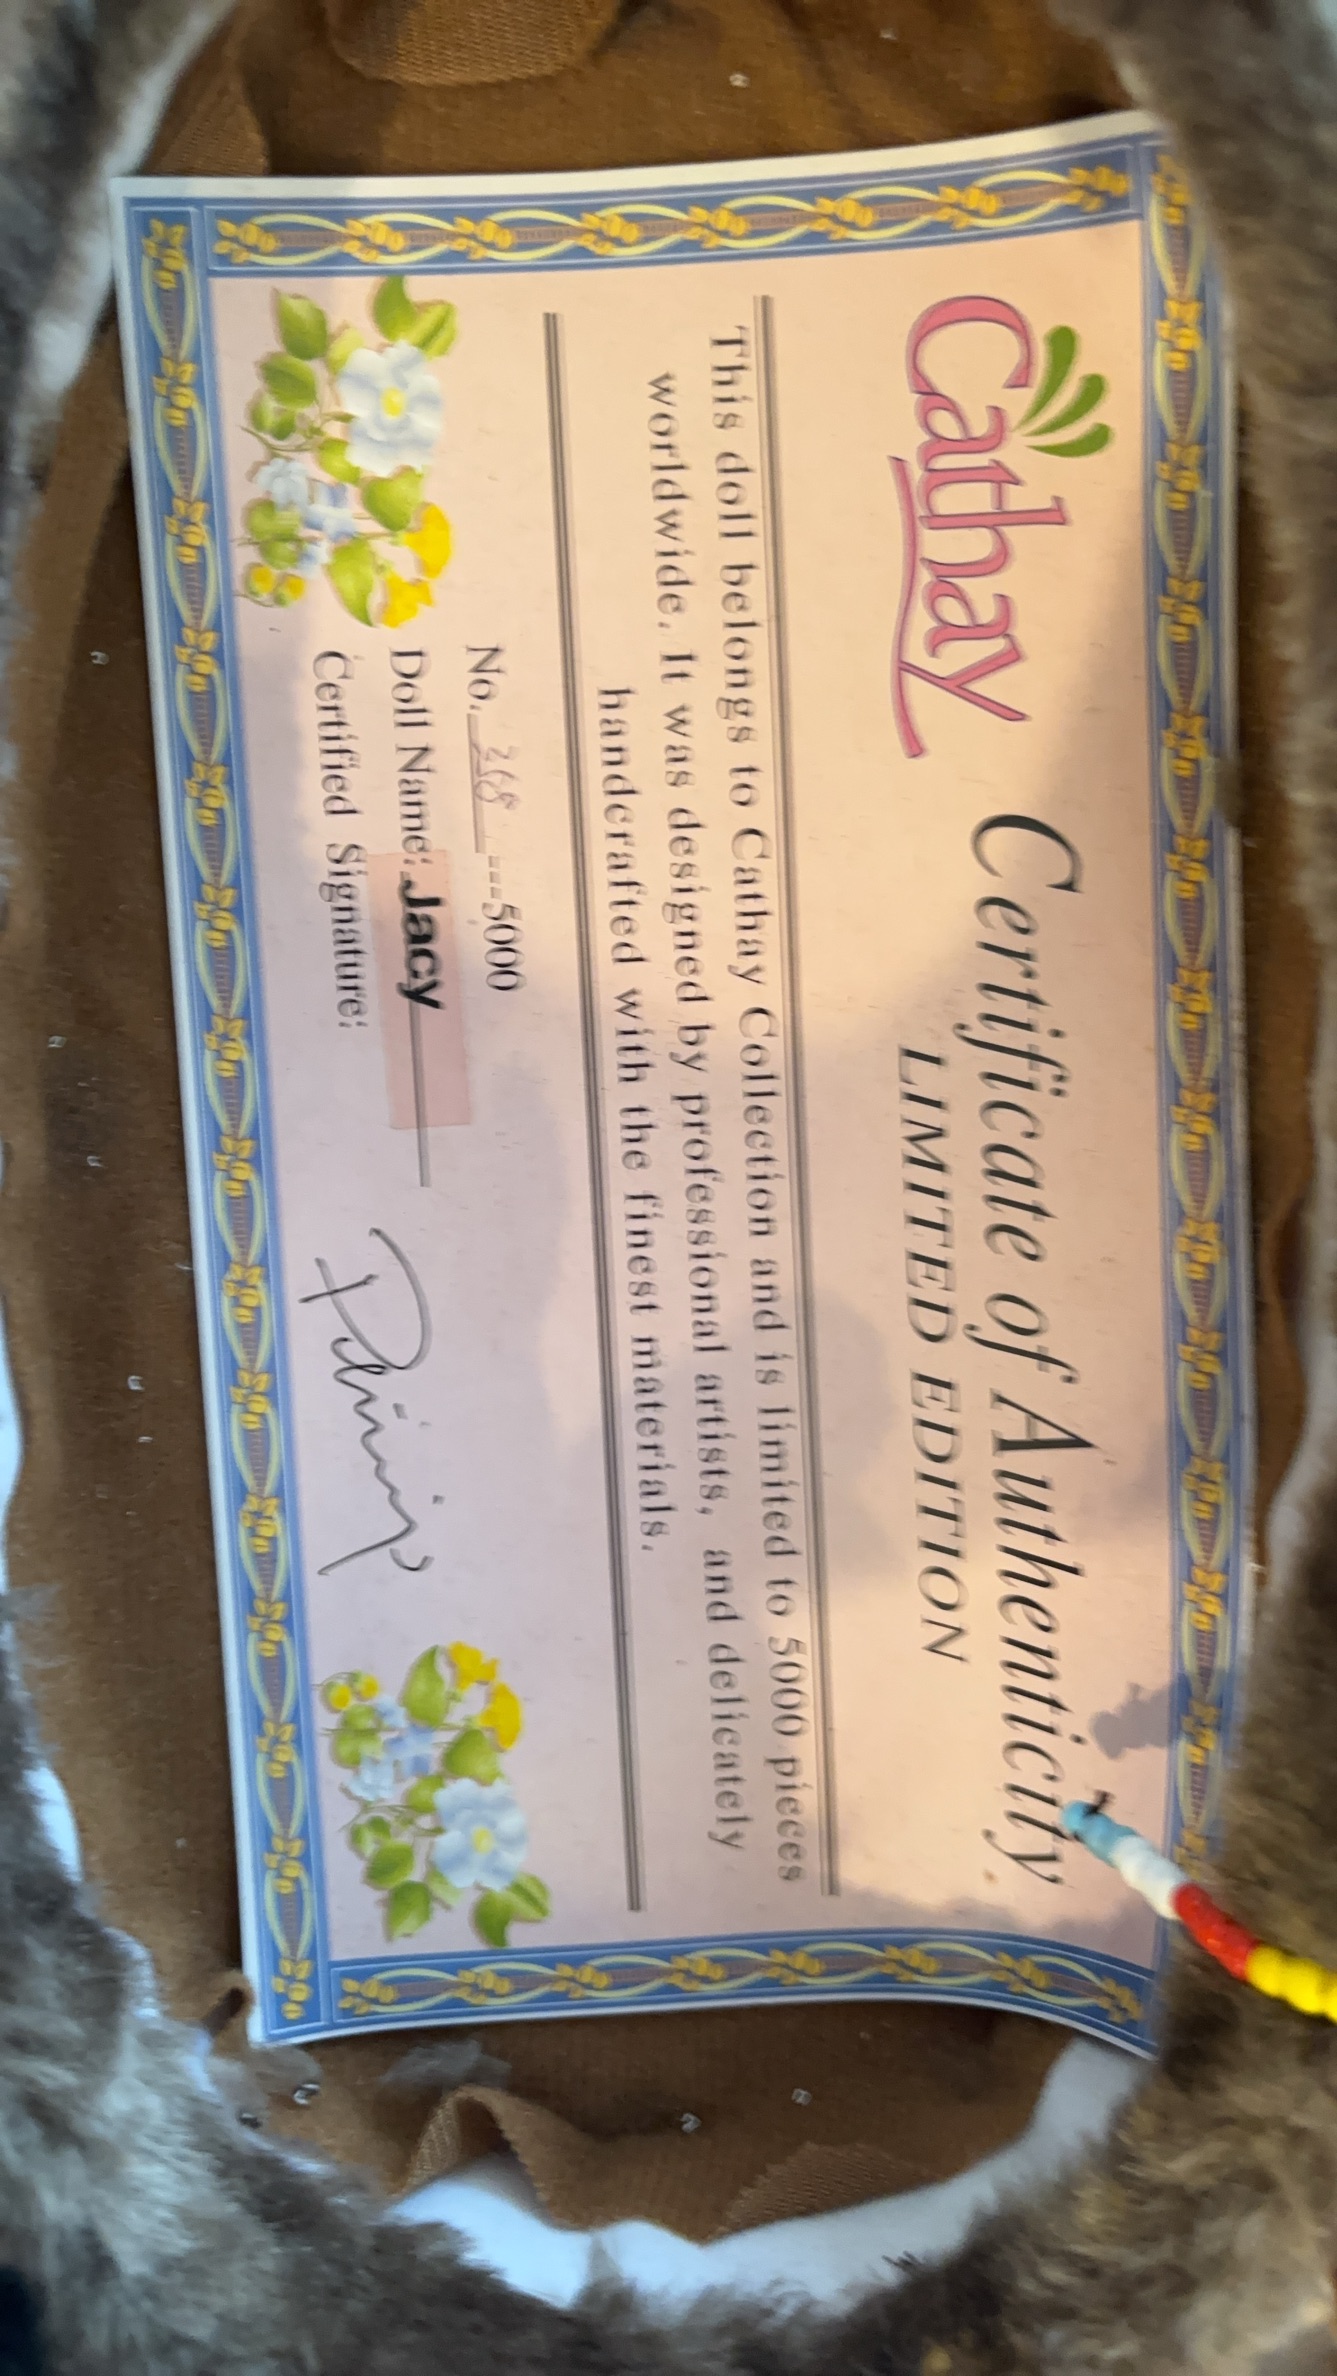 Cathay
Certificate of Authenticity
LIMITED EDITION
This doll belongs to Cathay Collection and is limited to 5000 pieces
worldwide. It was designed by professional artists, and delicately
handcrafted with the finest materials.
No. 368 ---5000
Doll Name: Jacy
Certified Signature: